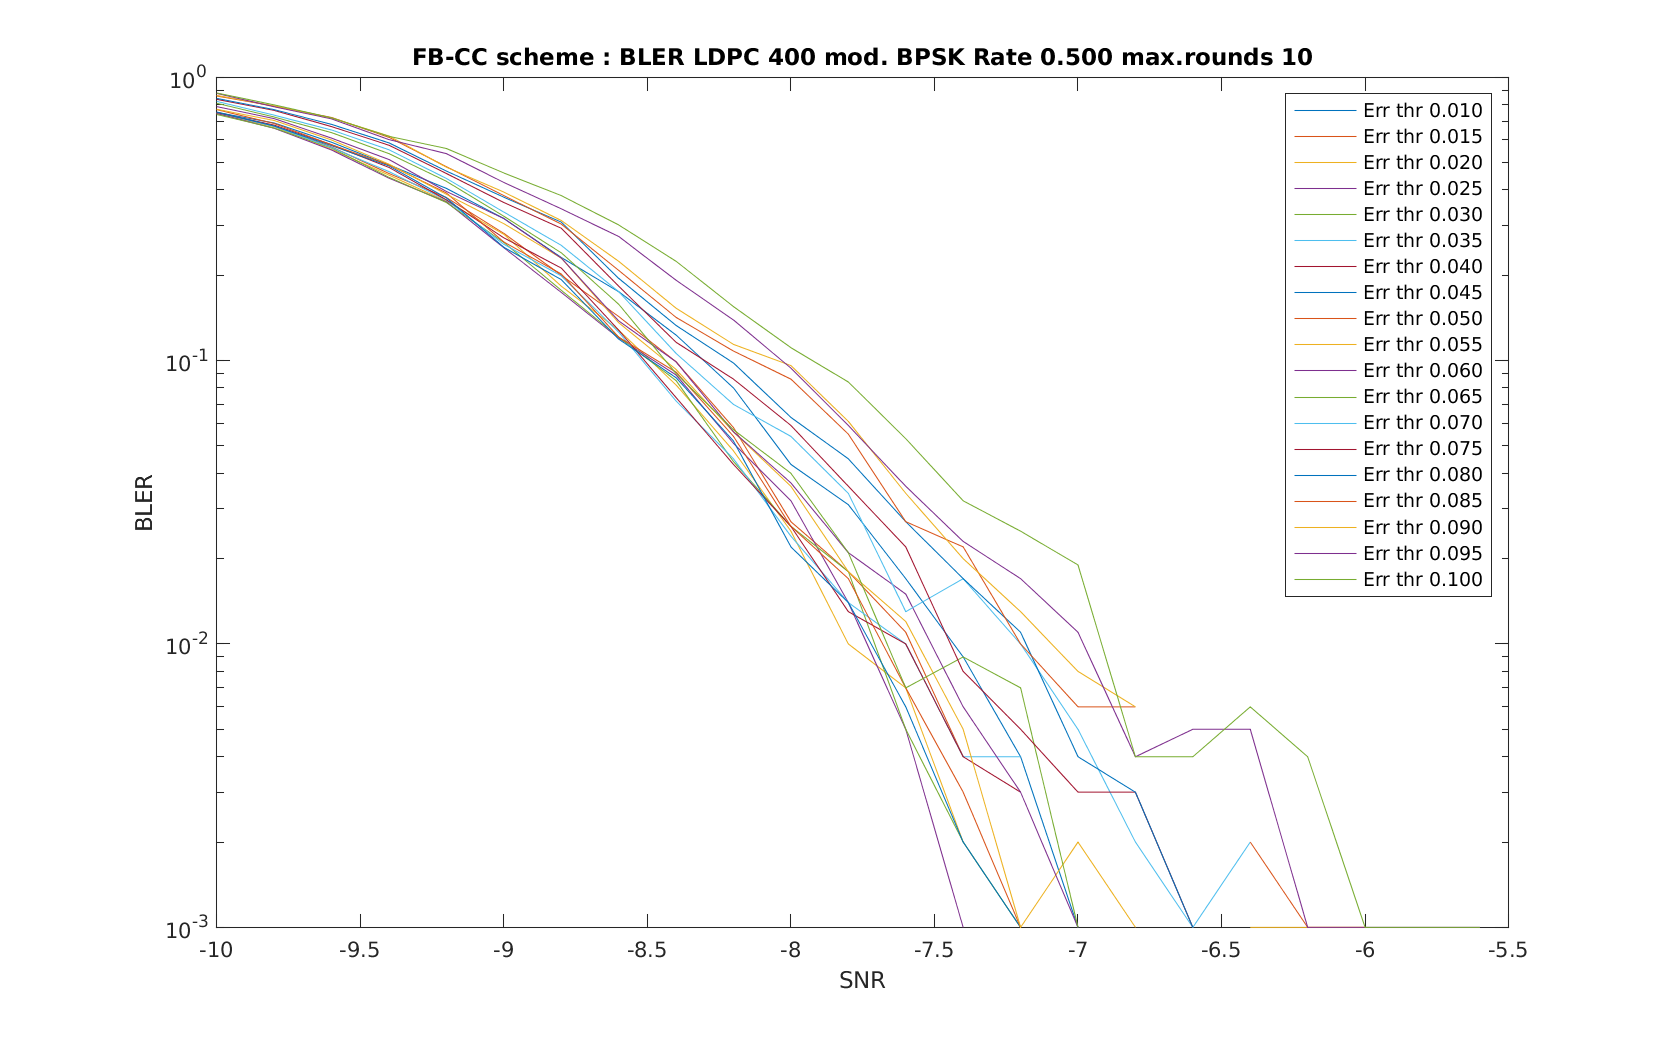 FB-CC scheme : BLER LDPC 400 mod. BPSK Rate 0.500 max.rounds 10
10^0
10^-1
10^-2
10^-3
BLER
-10 -9.5 -9 -8.5 -8 -7.5 -7 -6.5 -6 -5.5
SNR
Err thr 0.010
Err thr 0.015
Err thr 0.020
Err thr 0.025
Err thr 0.030
Err thr 0.035
Err thr 0.040
Err thr 0.045
Err thr 0.050
Err thr 0.055
Err thr 0.060
Err thr 0.065
Err thr 0.070
Err thr 0.075
Err thr 0.080
Err thr 0.085
Err thr 0.090
Err thr 0.095
Err thr 0.100